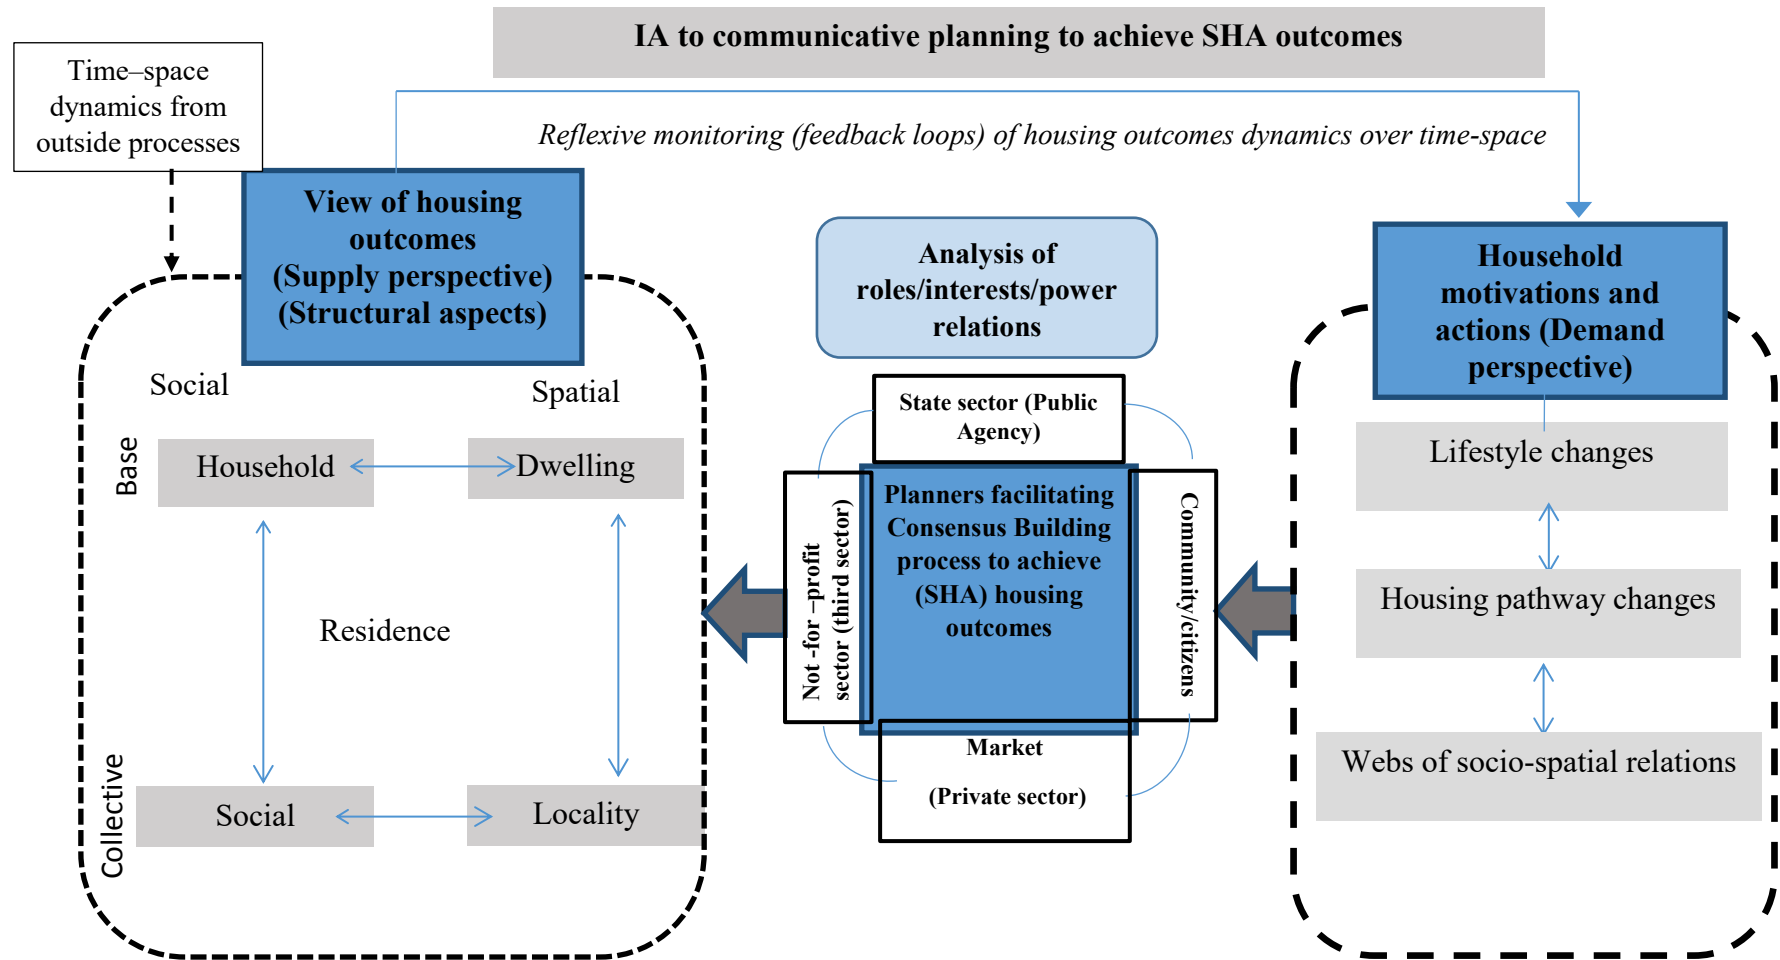 IA to communicative planning to achieve SHA outcomes
Time–space
dynamics from
outside processes
Reflexive monitoring (feedback loops) of housing outcomes dynamics over time-space
View of housing
outcomes
(Supply perspective)
(Structural aspects)
Social
Spatial
Base
Household
Dwelling
Residence
Collective
Social
Locality
Analysis of
roles/interests/power
relations
State sector (Public
Agency)
Not -for –profit
sector (third sector)
Planners facilitating
Consensus Building
process to achieve
(SHA) housing
outcomes
Community/citizens
Market
(Private sector)
Household
motivations and
actions (Demand
perspective)
Lifestyle changes
Housing pathway changes
Webs of socio-spatial relations